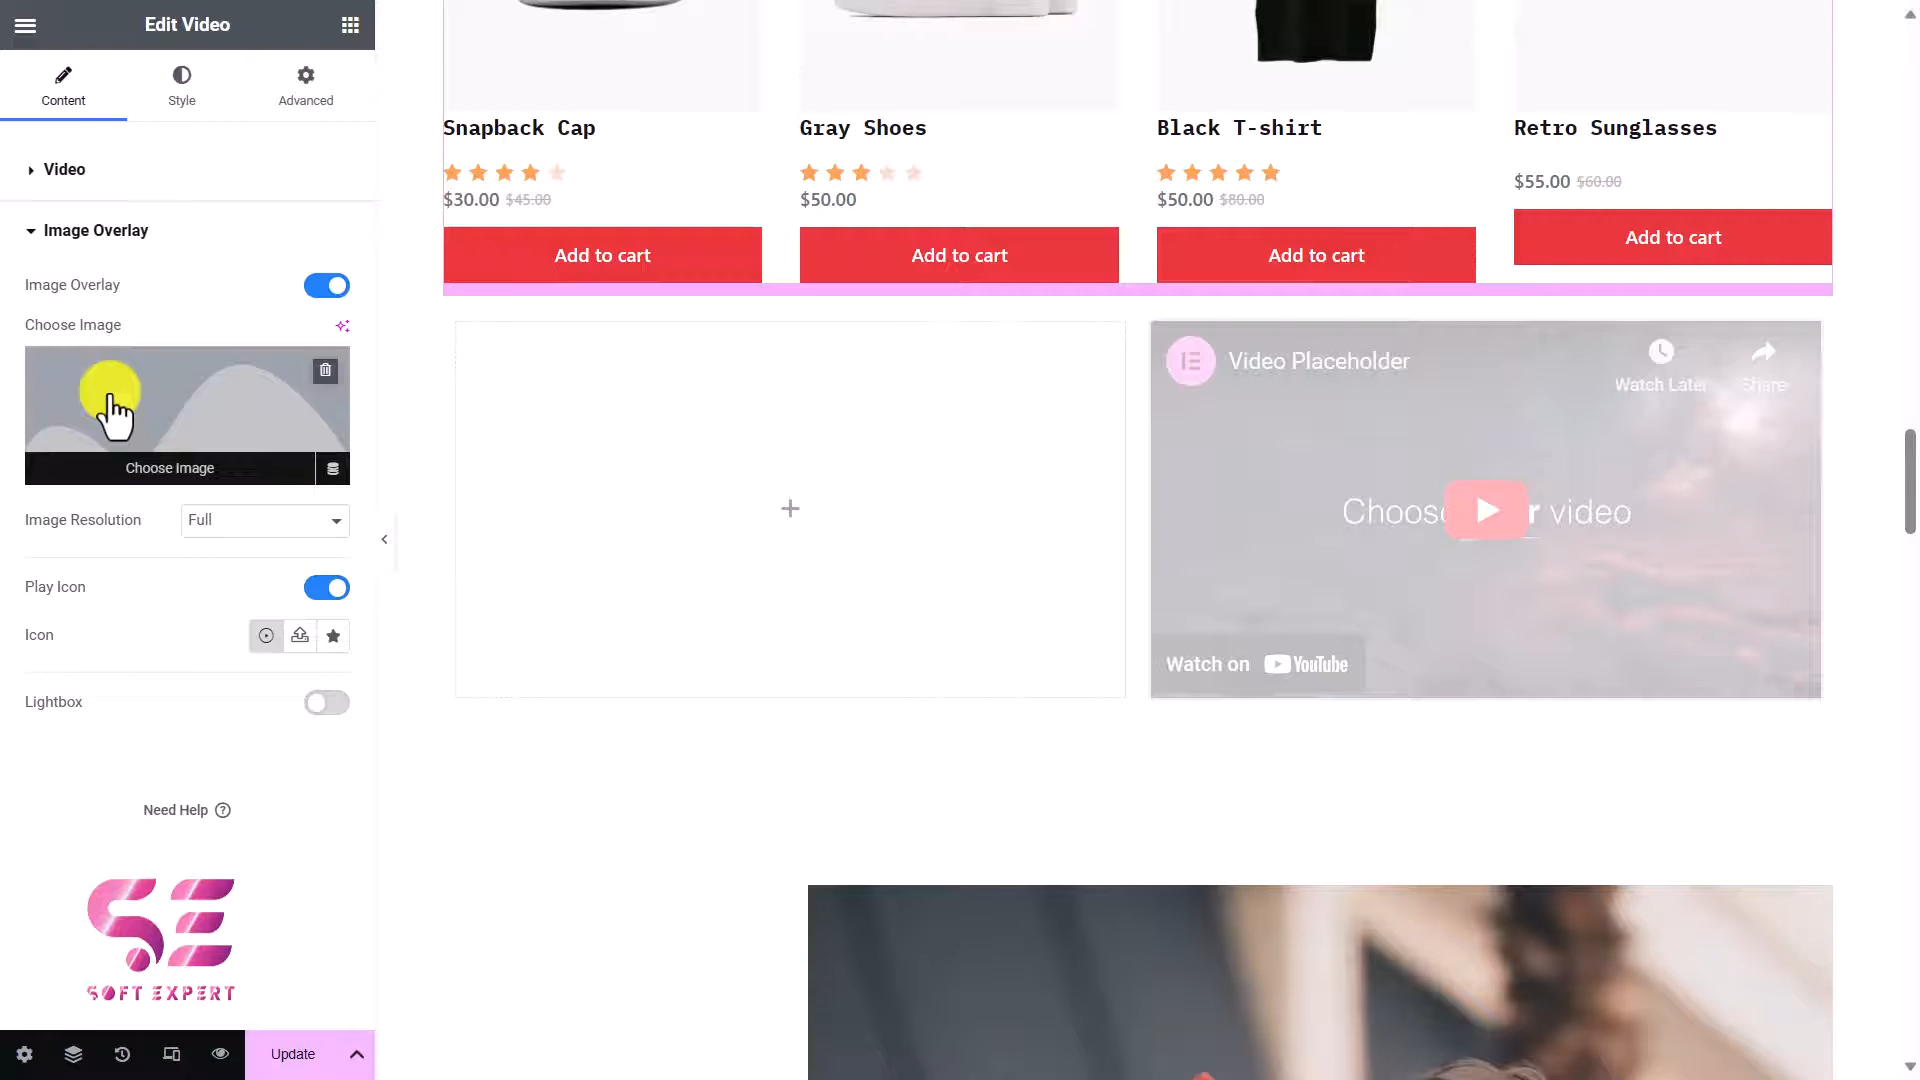 Edit Video
Content
Style
Advanced
Video
Image Overlay
Image Overlay
Choose Image
Choose Image
Image Resolution
Full
Play Icon
Icon
Lightbox
Need Help
SOFT EXPERT
Update
Snapback Cap
$30.00 $45.00
Add to cart
Gray Shoes
$50.00
Add to cart
Black T-shirt
$50.00 $80.00
Add to cart
Retro Sunglasses
$55.00 $60.00
Add to cart
Video Placeholder
Watch Later
Share
Choose video
Watch on YouTube